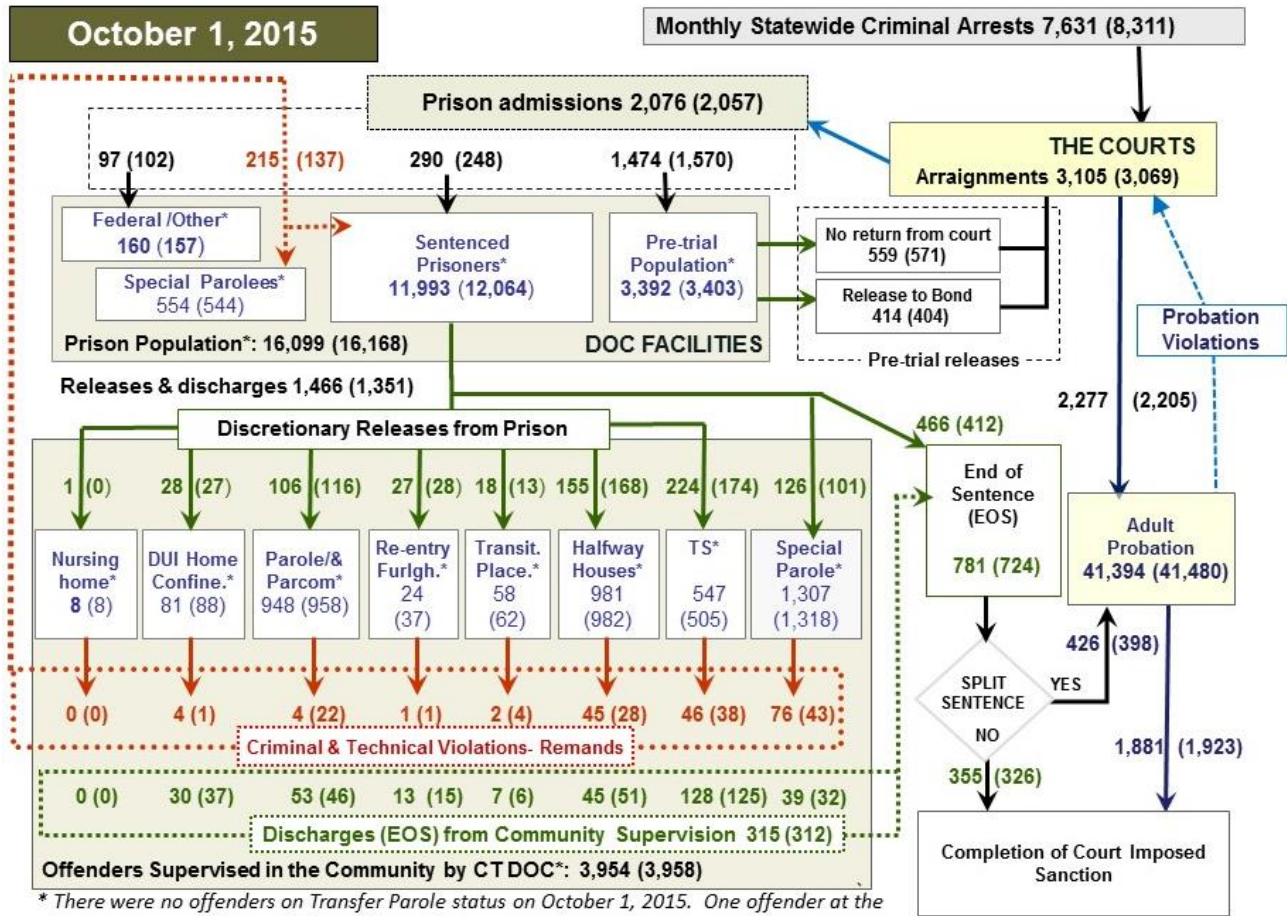 October 1, 2015
Monthly Statewide Criminal Arrests 7,631 (8,311)
Prison admissions 2,076 (2,057)
THE COURTS
Arraignments 3,105 (3,069)
97 (102)
215 (137)
290 (248)
1,474 (1,570)
Federal /Other*
160 (157)
Special Parolees*
554 (544)
Sentenced
Prisoners*
11,993 (12,064)
Pre-trial
Population*
3,392 (3,403)
No return from court
559 (571)
Release to Bond
414 (404)
Pre-trial releases
Probation
Violations
Prison Population*: 16,099 (16,168)
DOC FACILITIES
Releases & discharges 1,466 (1,351)
2,277 (2,205)
Discretionary Releases from Prison
466 (412)
1 (0)
28 (27)
106 (116)
27 (28)
18 (13)
155 (168)
224 (174)
126 (101)
Nursing
home*
8 (8)
DUI Home
Confine.*
81 (88)
Parole/&
Parcom*
948 (958)
Re-entry
Furlgh.*
24
(37)
Transit.
Place.*
58
(62)
Halfway
Houses*
981
(982)
TS*
547
(505)
Special
Parole*
1,307
(1,318)
End of
Sentence
(EOS)
781 (724)
Adult
Probation
41,394 (41,480)
426 (398)
SPLIT
SENTENCE
YES
NO
0 (0)
4 (1)
4 (22)
1 (1)
2 (4)
45 (28)
46 (38)
76 (43)
Criminal & Technical Violations- Remands
355 (326)
1,881 (1,923)
0 (0)
30 (37)
53 (46)
13 (15)
7 (6)
45 (51)
128 (125)
39 (32)
Discharges (EOS) from Community Supervision 315 (312)
Completion of Court Imposed
Sanction
Offenders Supervised in the Community by CT DOC*: 3,954 (3,958)
* There were no offenders on Transfer Parole status on October 1, 2015. One offender at the